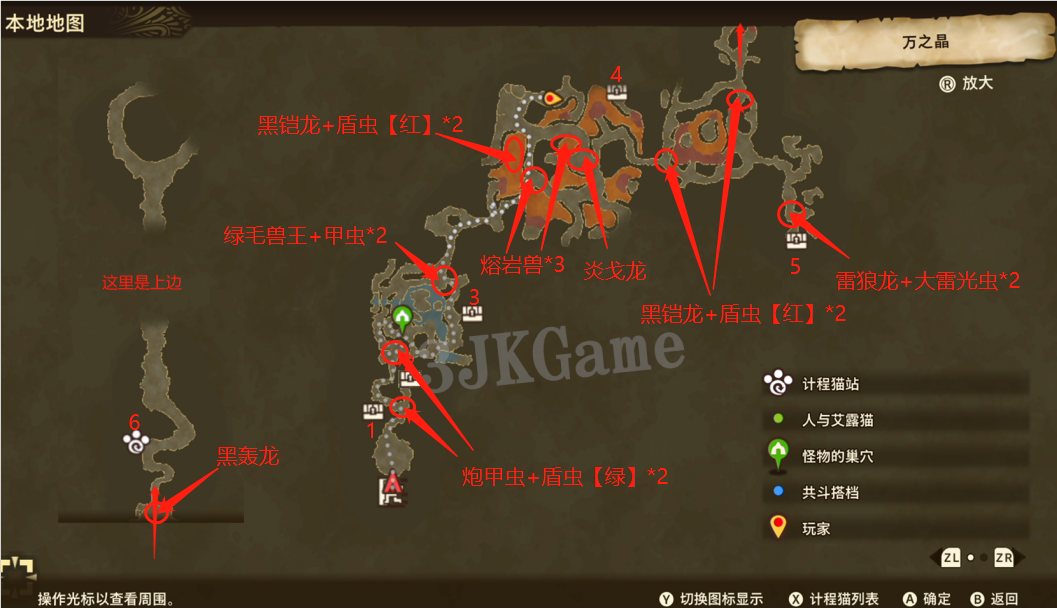 本地地图
万之晶
R 放大
4
黑铠龙+盾虫【红】*2
绿毛兽王+甲虫*2
熔岩兽*3
炎戈龙
5
雷狼龙+大雷光虫*2
这里是上边
3
黑铠龙+盾虫【红】*2
3JKGame
计程猫站
1
6
人与艾露猫
黑轰龙
怪物的巢穴
炮甲虫+盾虫【绿】*2
共斗搭档
玩家
ZL ZR
操作光标以查看周围。
Y 切换图标显示 X 计程猫列表 A 确定 B 返回